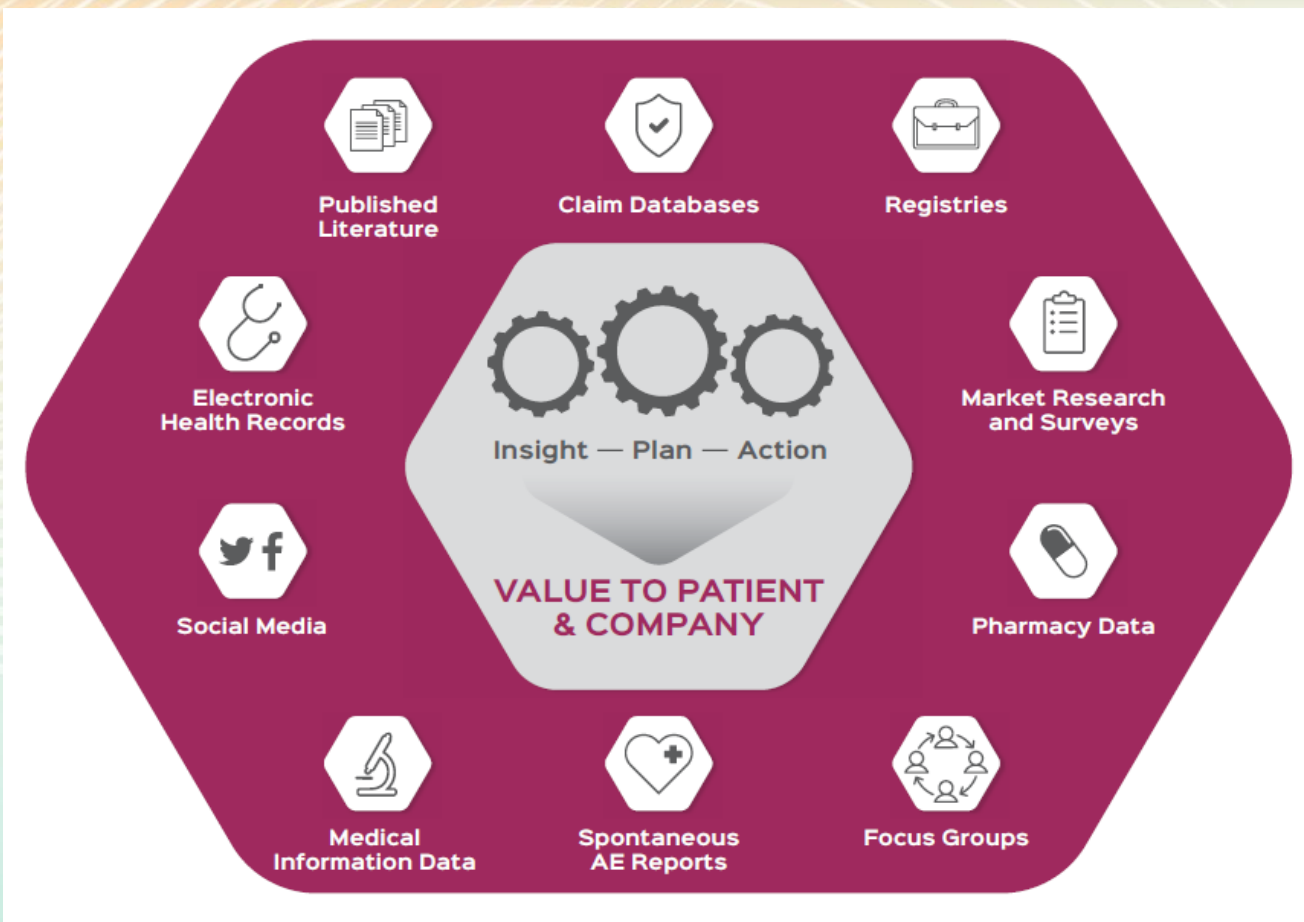 Published
Literature
Claim Databases
Registries
Electronic
Health Records
Insight — Plan — Action
Market Research
and Surveys
Social Media
VALUE TO PATIENT
& COMPANY
Pharmacy Data
Medical
Information Data
Spontaneous
AE Reports
Focus Groups